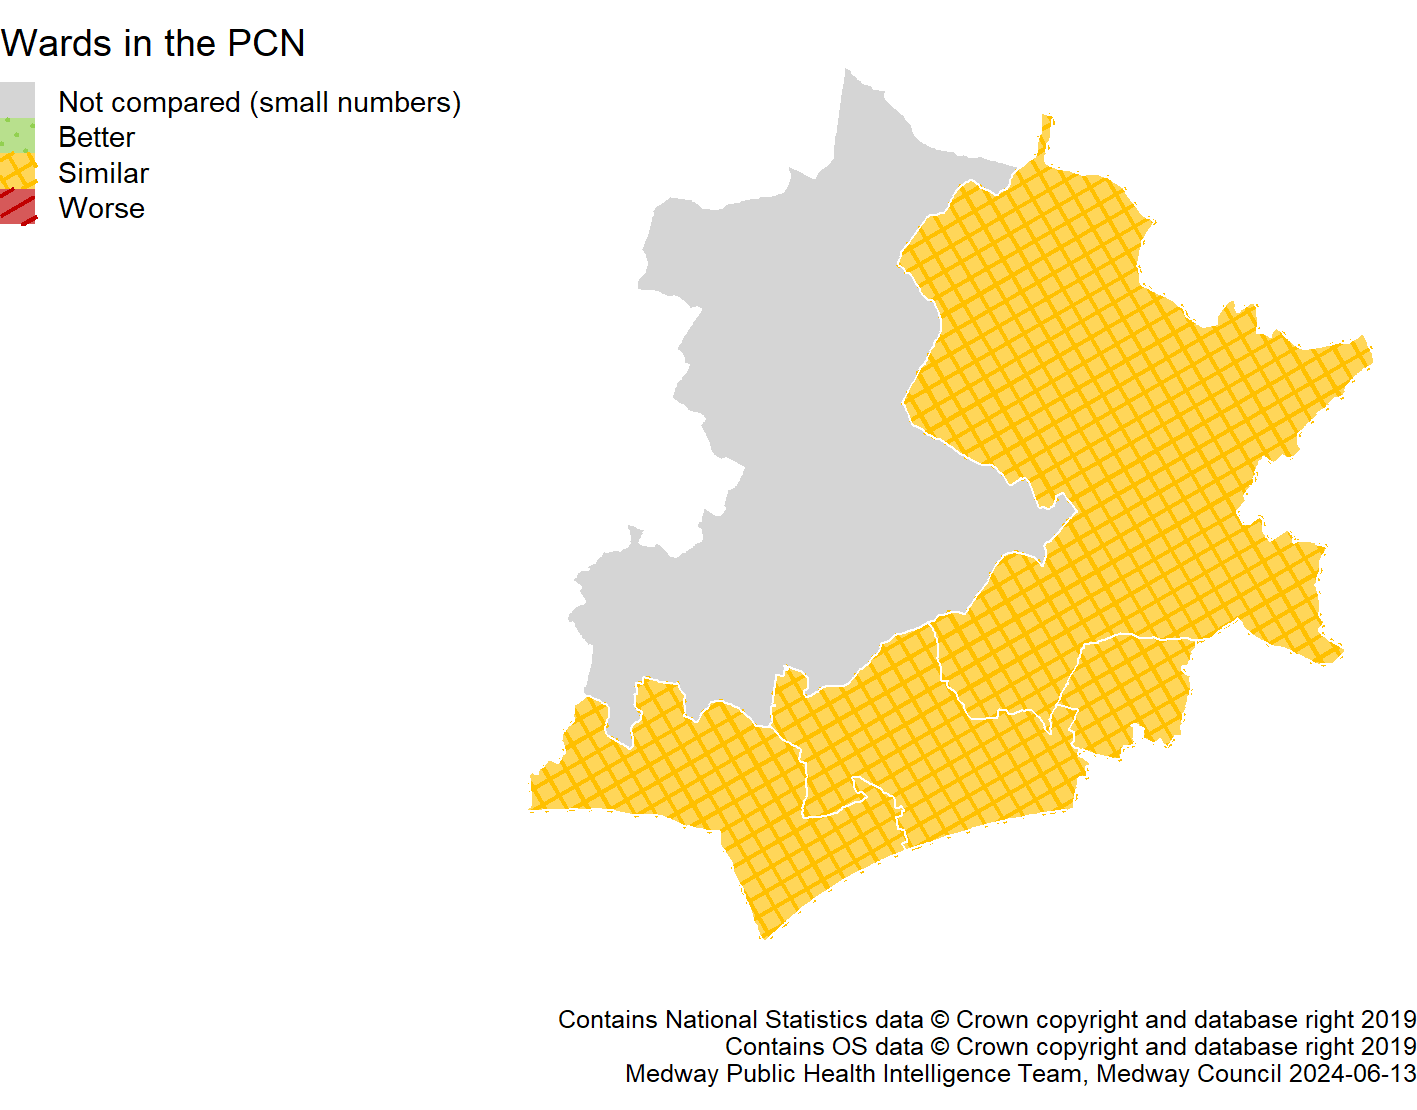 Wards in the PCN
Not compared (small numbers)
Better
Similar
Worse
Contains National Statistics data © Crown copyright and database right 2019
Contains OS data © Crown copyright and database right 2019
Medway Public Health Intelligence Team, Medway Council 2024-06-13